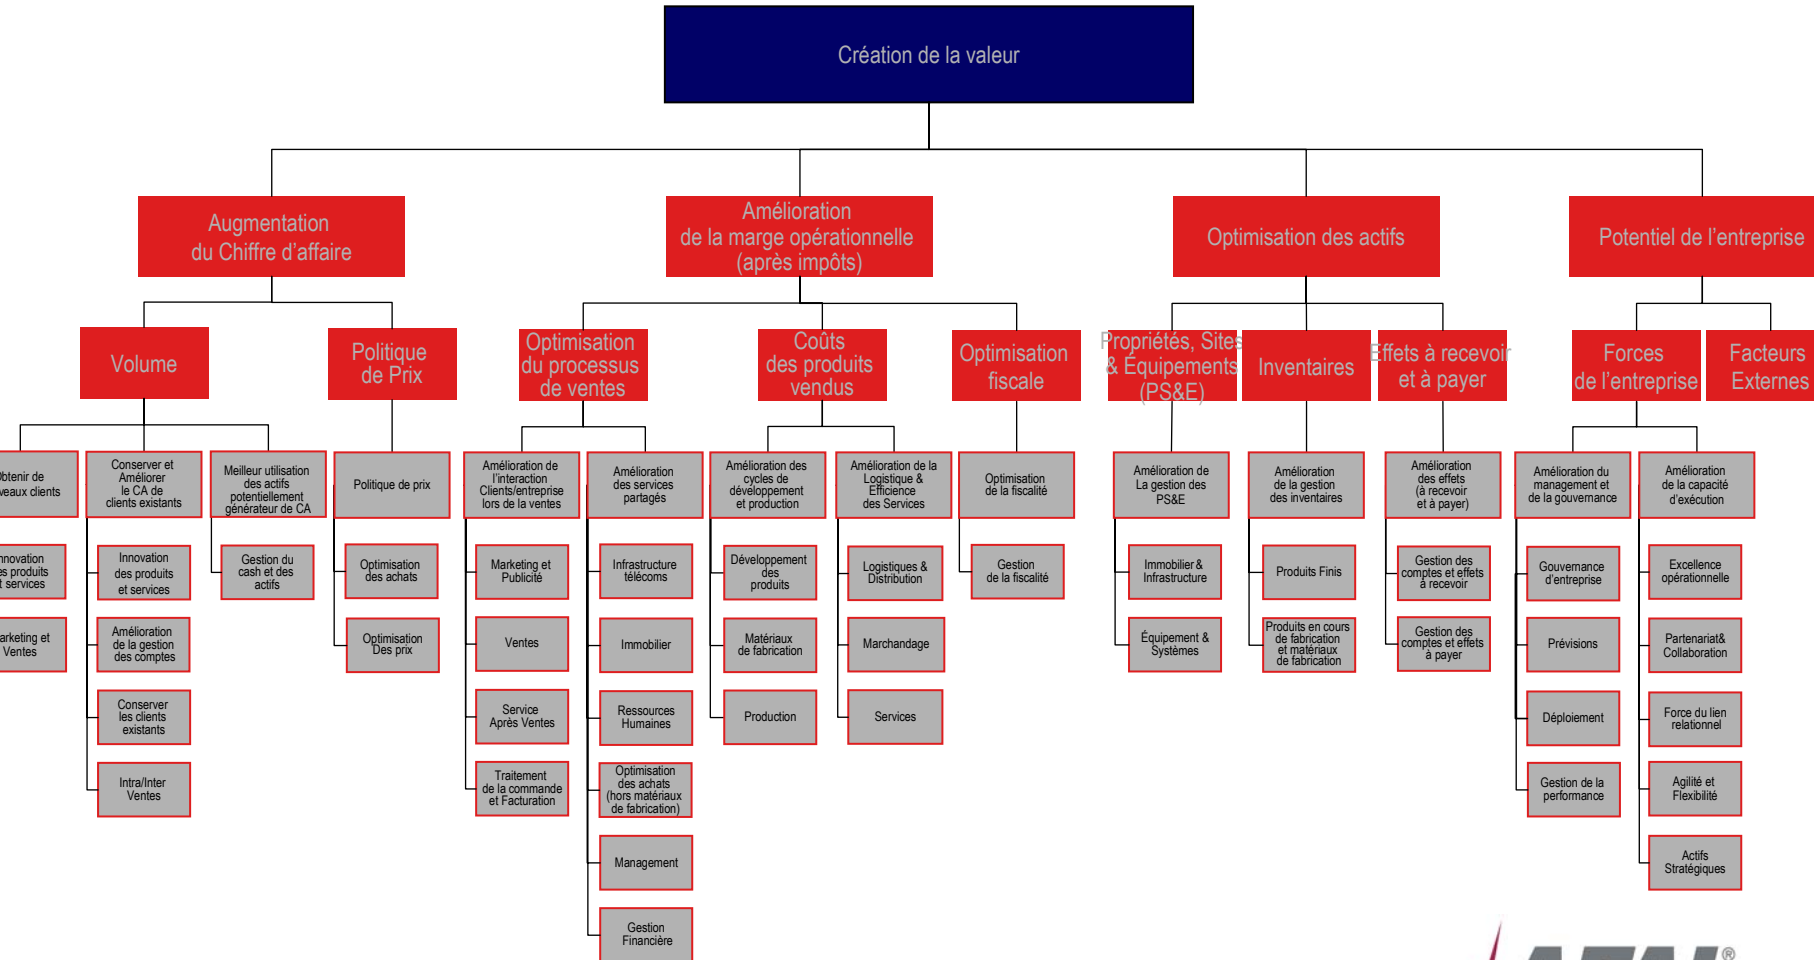 Création de la valeur
Augmentation
du Chiffre d’affaire
Amélioration
de la marge opérationnelle
(après impôts)
Optimisation des actifs
Potentiel de l’entreprise
Volume
Politique
de Prix
Optimisation
du processus
de ventes
Coûts
des produits
vendus
Optimisation
fiscale
Propriétés, Sites
& Équipements
(PS&E)
Inventaires
Effets à recevoir
et à payer
Forces
de l’entreprise
Facteurs
Externes
de
clients
Conserver et
Améliorer
le CA de
clients existants
Meilleur utilisation
des actifs
potentiellement
générateur de CA
Politique de prix
Amélioration de
l’interaction
Clients/entreprise
lors de la ventes
Amélioration
des services
partagés
Amélioration des
cycles de
développement
et production
Amélioration de la
Logistique &
Efficience
des Services
Optimisation
de la fiscalité
Amélioration de
La gestion des
PS&E
Amélioration
de la gestion
des inventaires
Amélioration
des effets
(à recevoir
et à payer)
Amélioration du
management et
de la gouvernance
Amélioration
de la capacité
d’exécution
produits
services
et
Ventes
Innovation
des produits
et services
Amélioration
de la gestion
des comptes
Conserver
les clients
existants
Intra/Inter
Ventes
Gestion du
cash et des
actifs
Optimisation
des achats
Optimisation
Des prix
Marketing et
Publicité
Ventes
Service
Après Ventes
Traitement
de la commande
et Facturation
Infrastructure
télécoms
Immobilier
Ressources
Humaines
Optimisation
des achats
(hors matériaux
de fabrication)
Management
Gestion
Financière
Développement
des
produits
Matériaux
de fabrication
Production
Logistiques &
Distribution
Marchandage
Services
Gestion
de la fiscalité
Immobilier &
Infrastructure
Équipement &
Systèmes
Produits Finis
Produits en cours
de fabrication
et matériaux
de fabrication
Gestion des
comptes et effets
à recevoir
Gestion des
comptes et effets
à payer
Gouvernance
d’entreprise
Prévisions
Déploiement
Gestion de la
performance
Excellence
opérationnelle
Partenariat&
Collaboration
Force du lien
relationnel
Agilité et
Flexibilité
Actifs
Stratégiques